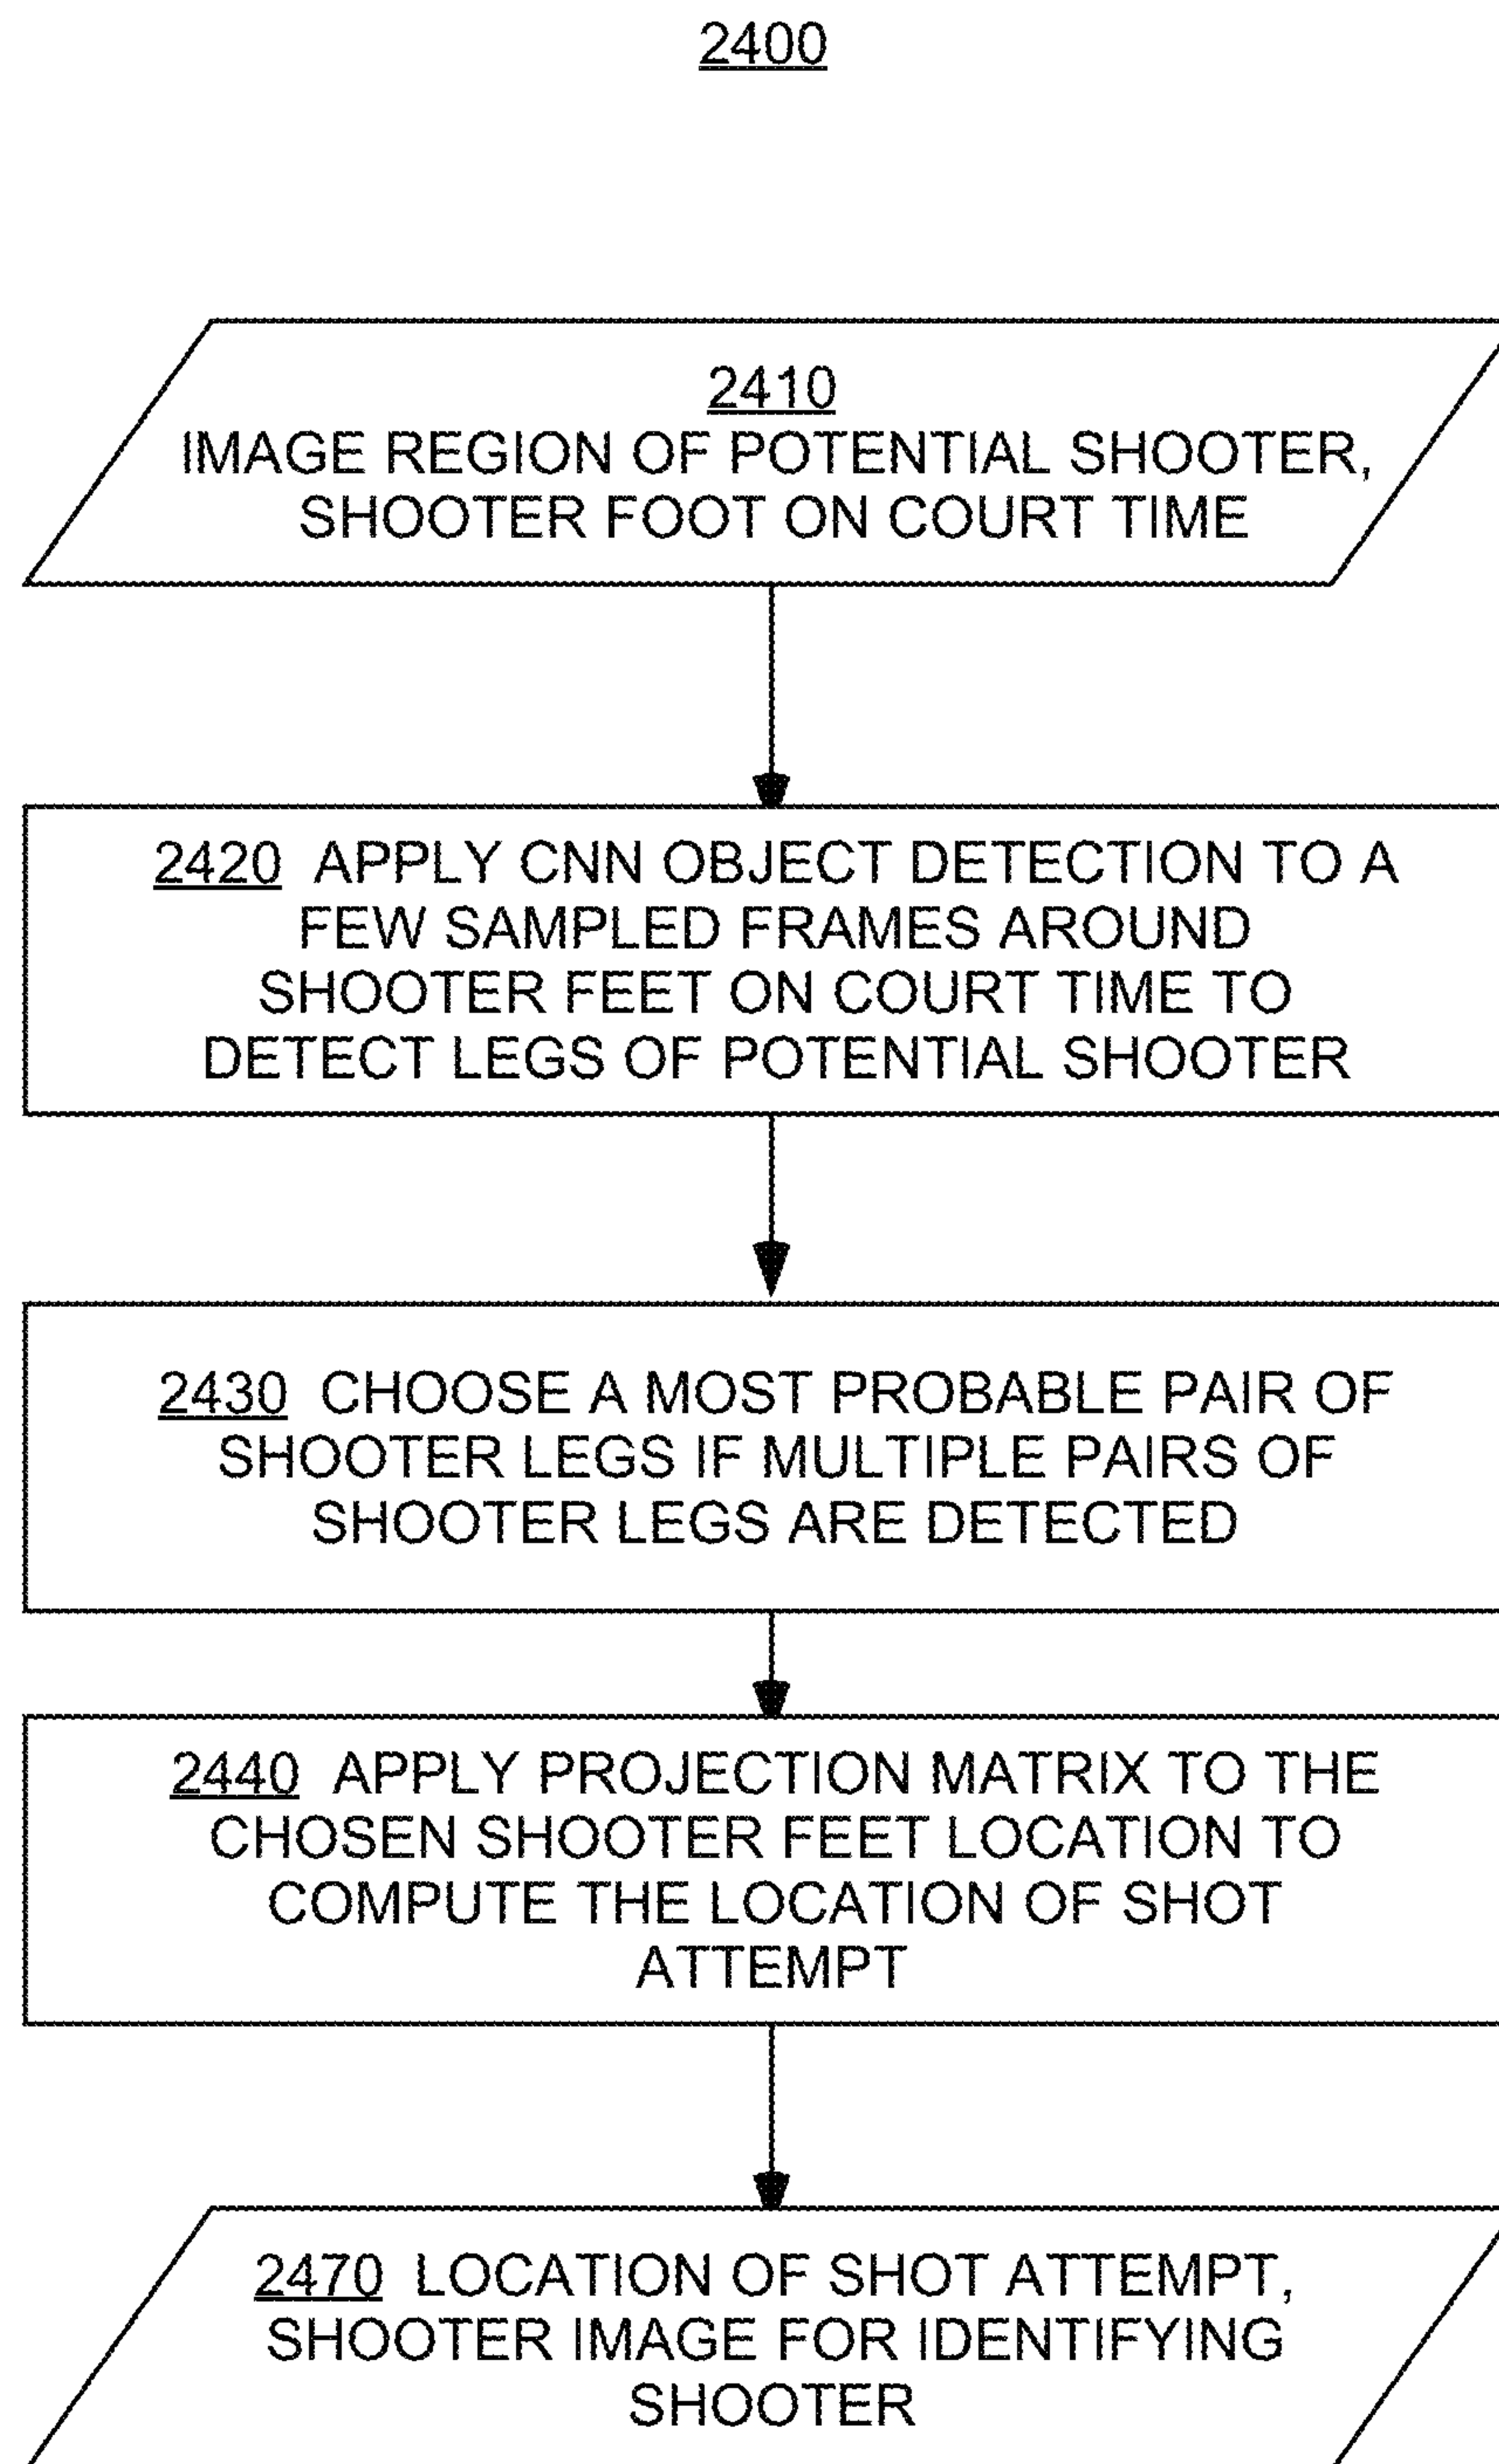 2400
2410
IMAGE REGION OF POTENTIAL SHOOTER,
SHOOTER FOOT ON COURT TIME
2420 APPLY CNN OBJECT DETECTION TO A
FEW SAMPLED FRAMES AROUND
SHOOTER FEET ON COURT TIME TO
DETECT LEGS OF POTENTIAL SHOOTER
2430 CHOOSE A MOST PROBABLE PAIR OF
SHOOTER LEGS IF MULTIPLE PAIRS OF
SHOOTER LEGS ARE DETECTED
2440 APPLY PROJECTION MATRIX TO THE
CHOSEN SHOOTER FEET LOCATION TO
COMPUTE THE LOCATION OF SHOT
ATTEMPT
2470 LOCATION OF SHOT ATTEMPT,
SHOOTER IMAGE FOR IDENTIFYING
SHOOTER